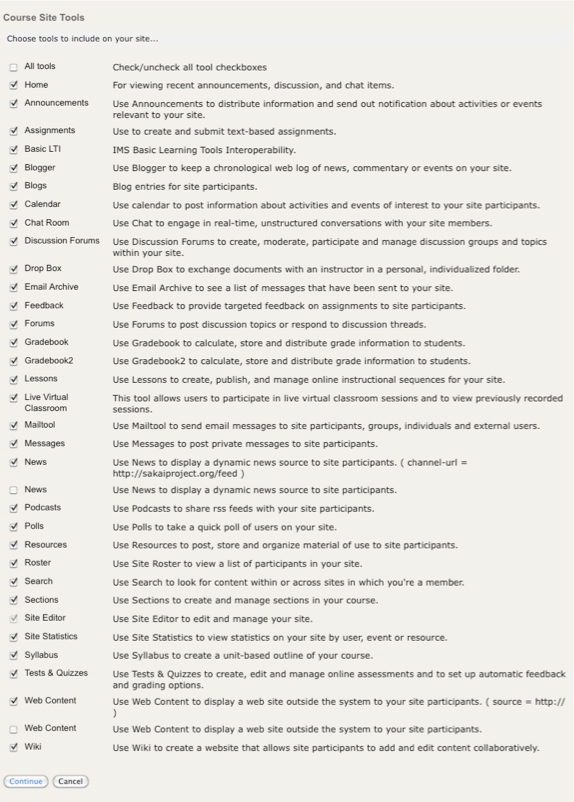 Course Site Tools
Choose tools to include on your site...
All tools Check/uncheck all tool checkboxes
Home For viewing recent announcements, discussion, and chat items.
Announcements Use Announcements to distribute information and send out notification about activities or events
relevant to your site.
Assignments Use to create and submit text-based assignments.
Basic LTI IMS Basic Learning Tools Interoperability.
Blogger Use Blogger to keep a chronological web log of news, commentary or events on your site.
Blogs Blog entries for site participants.
Calendar Use calendar to post information about activities and events of interest to your site participants.
Chat Room Use Chat to engage in real-time, unstructured conversations with your site members.
Discussion Forums Use Discussion Forums to create, moderate, participate and manage discussion groups and topics
within your site.
Drop Box Use Drop Box to exchange documents with an instructor in a personal, individualized folder.
Email Archive Use Email Archive to see a list of messages that have been sent to your site.
Feedback Use Feedback to provide targeted feedback on assignments to site participants.
Forums Use Forums to post discussion topics or respond to discussion threads.
Gradebook Use Gradebook to calculate, store and distribute grade information to students.
Gradebook2 Use Gradebook2 to calculate, store and distribute grade information to students.
Lessons Use Lessons to create, publish, and manage online instructional sequences for your site.
Live Virtual This tool allows users to participate in live virtual classroom sessions and to view previously recorded
Classroom sessions.
Mailtool Use Mailtool to send email messages to site participants, groups, individuals and external users.
Messages Use Messages to post private messages to site participants.
News Use News to display a dynamic news source to site participants. ( channel-url =
http://sakaiproject.org/feed )
News Use News to display a dynamic news source to site participants.
Podcasts Use Podcasts to share rss feeds with your site participants.
Polls Use Polls to take a quick poll of users on your site.
Resources Use Resources to post, store and organize material of use to site participants.
Roster Use Site Roster to view a list of participants in your site.
Search Use Search to look for content within or across sites in which you're a member.
Sections Use Sections to create and manage sections in your course.
Site Editor Use Site Editor to edit and manage your site.
Site Statistics Use Site Statistics to view statistics on your site by user, event or resource.
Syllabus Use Syllabus to create a unit-based outline of your course.
Tests & Quizzes Use Tests & Quizzes to create, edit and manage online assessments and to set up automatic feedback
and grading options.
Web Content Use Web Content to display a web site outside the system to your site participants. ( source = http://
)
Web Content Use Web Content to display a web site outside the system to your site participants.
Wiki Use Wiki to create a website that allows site participants to add and edit content collaboratively.
Continue Cancel